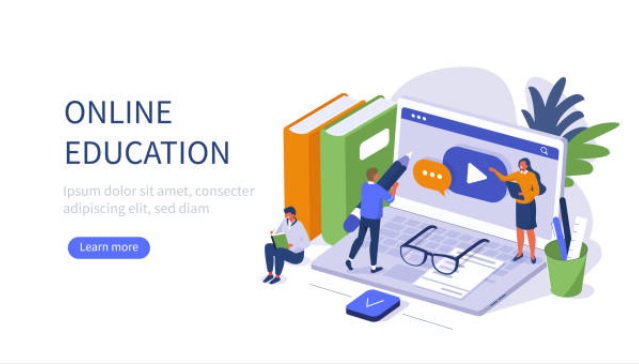 ONLINE
EDUCATION
Ipsum dolor sit amet, consecter
adipiscing elit, sed diam
Learn more